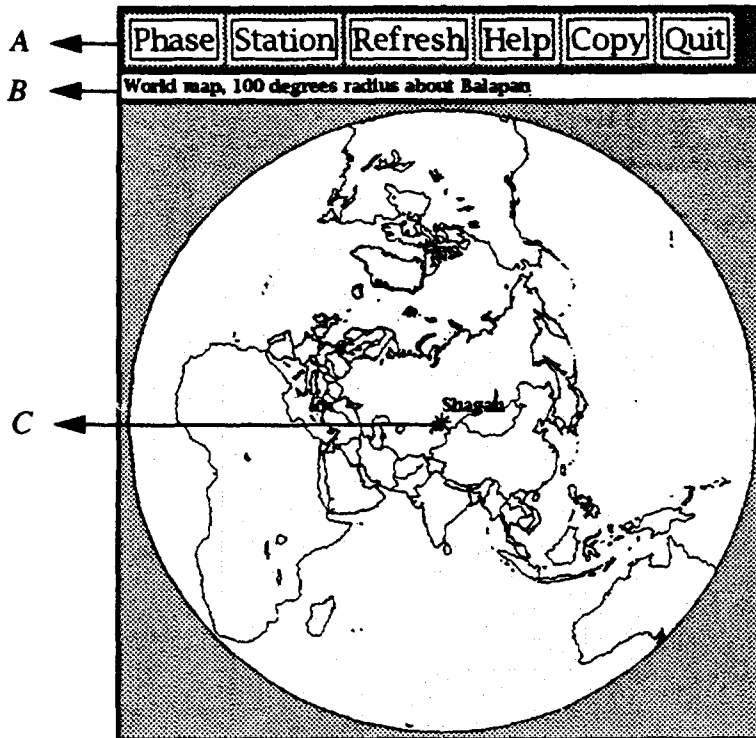 A Phase Station Refresh Help Copy Quit
B World map, 100 degrees radius about Balapan
Shagan
C